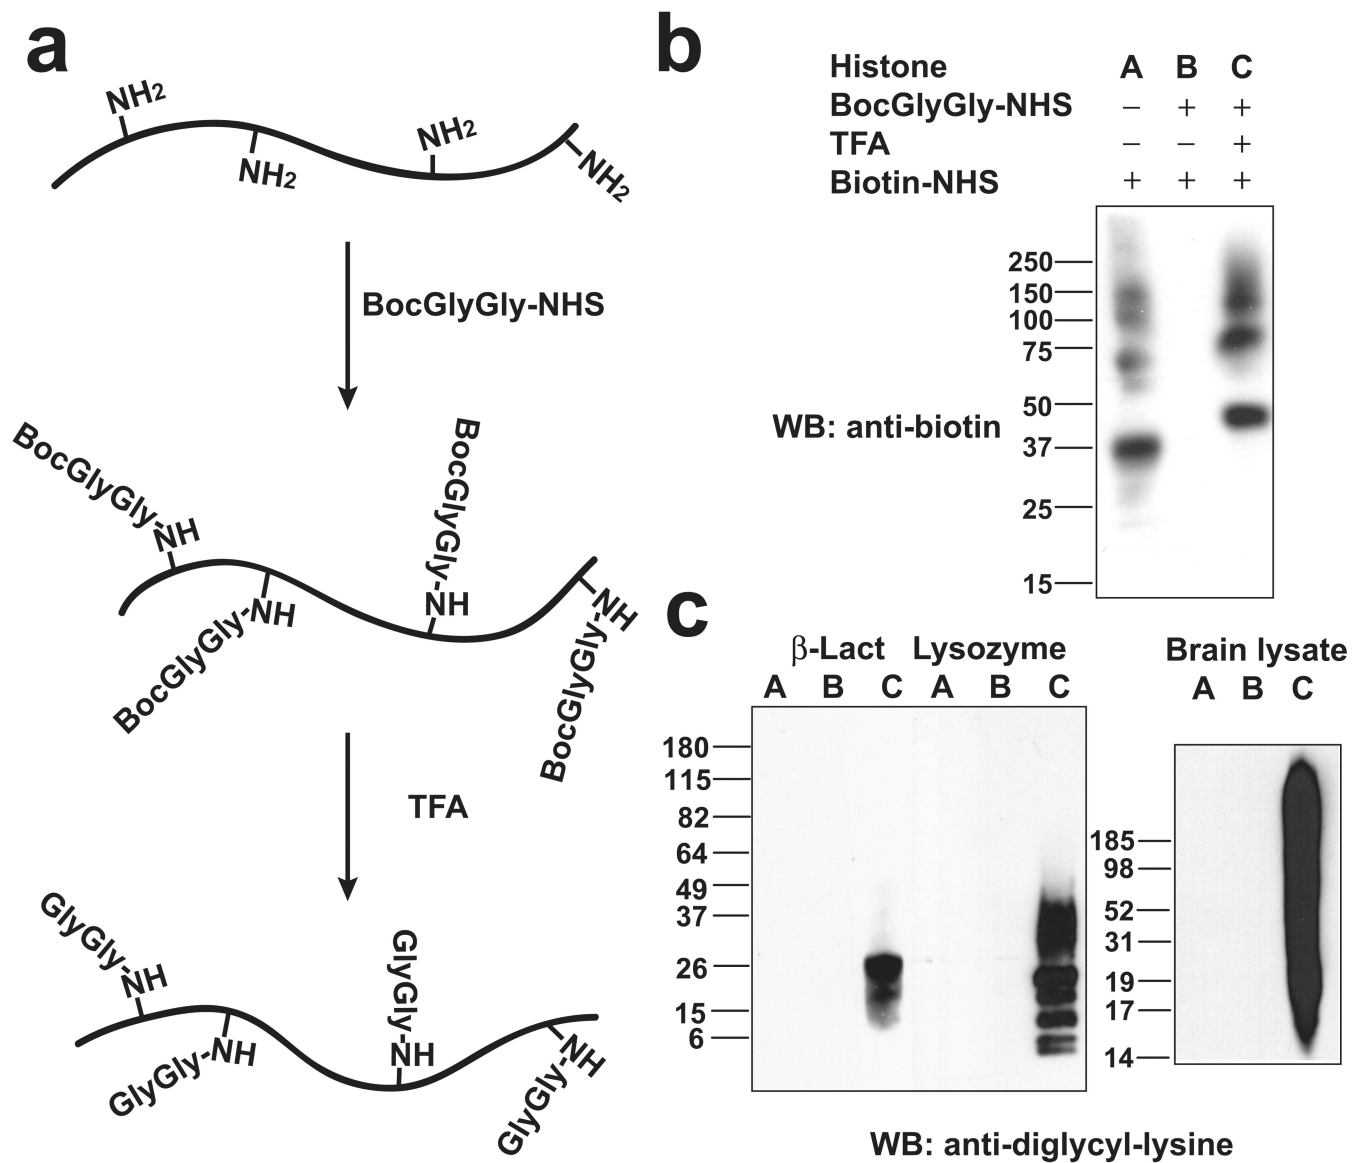 a
NH2
NH2
NH2
NH2
BocGlyGly-NHS
BocGlyGly-NH
BocGlyGly-NH
BocGlyGly-NH
BocGlyGly-NH
TFA
GlyGly-NH
GlyGly-NH
GlyGly-NH
GlyGly-NH
b
Histone A B C
BocGlyGly-NHS − + +
TFA − − +
Biotin-NHS + + +
250
150
100
75
50
37
25
15
WB: anti-biotin
c
β-Lact Lysozyme
A B C A B C
180
115
82
64
49
37
26
15
6
Brain lysate
A B C
185
98
52
31
19
17
14
WB: anti-diglycyl-lysine